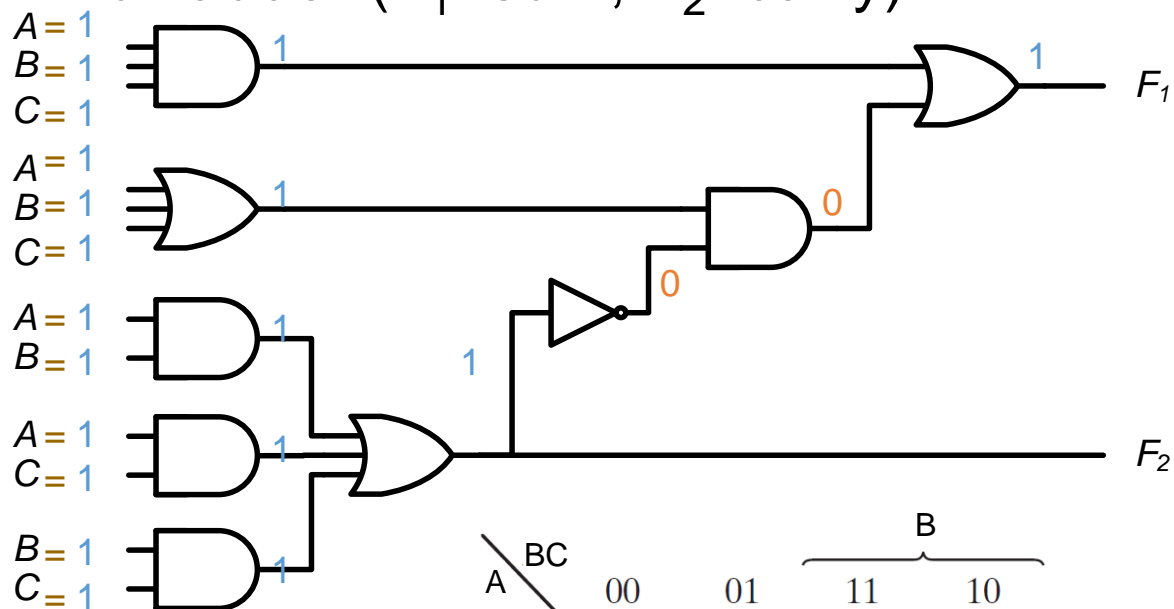 A = 1
1
1
B = 1
F1
C = 1
A = 1
1
0
B = 1
C = 1
0
A = 1
1
1
B = 1
A = 1
1
F2
C = 1
B
B = 1
1
BC
A
00
01
11
10
C = 1